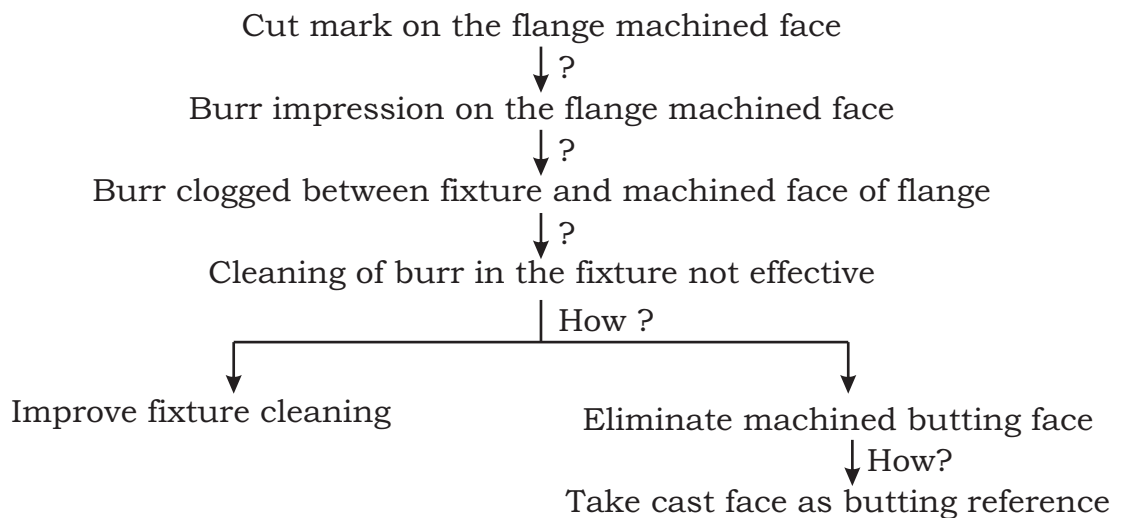 Cut mark on the flange machined face
?
Burr impression on the flange machined face
?
Burr clogged between fixture and machined face of flange
?
Cleaning of burr in the fixture not effective
How ?
Improve fixture cleaning
Eliminate machined butting face
How?
Take cast face as butting reference